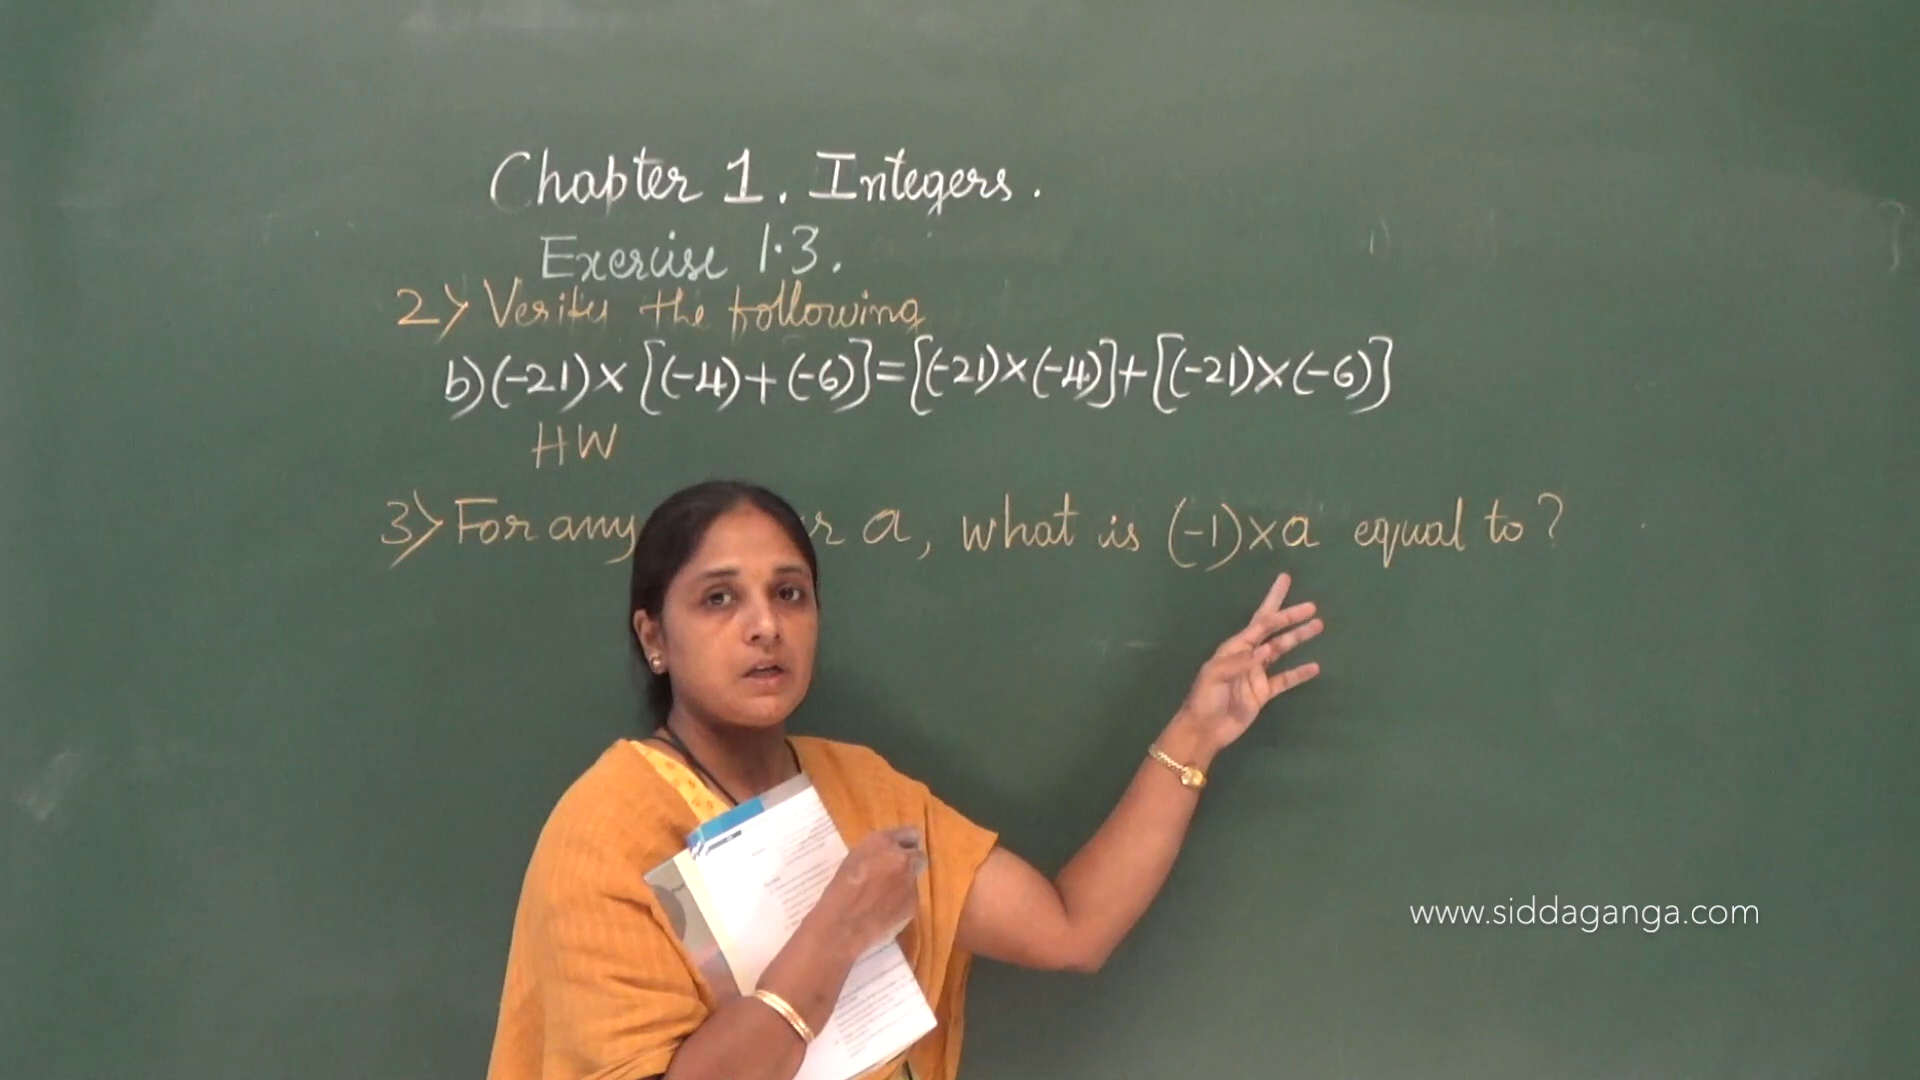 Chapter 1. Integers.
Exercise 1.3.
2) Verify the following
b) (-21) × [(-4) + (-6)] = [(-21) × (-4)] + [(-21) × (-6)]
HW
3) For any r a, what is (-1) × a equal to?
www.siddaganga.com